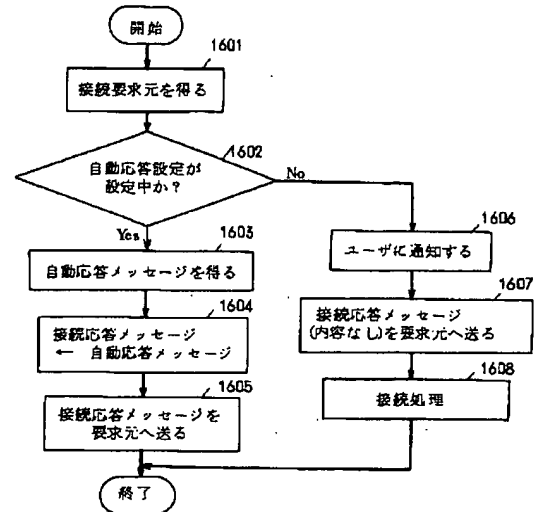 開始
1601
接続要求元を得る
1602
自動応答設定が
設定中か？
No
Yes
1603
自動応答メッセージを得る
1604
接続応答メッセージ
← 自動応答メッセージ
1605
接続応答メッセージを
要求元へ送る
1606
ユーザに通知する
1607
接続応答メッセージ
(内容なし)を要求元へ送る
1608
接続処理
終了